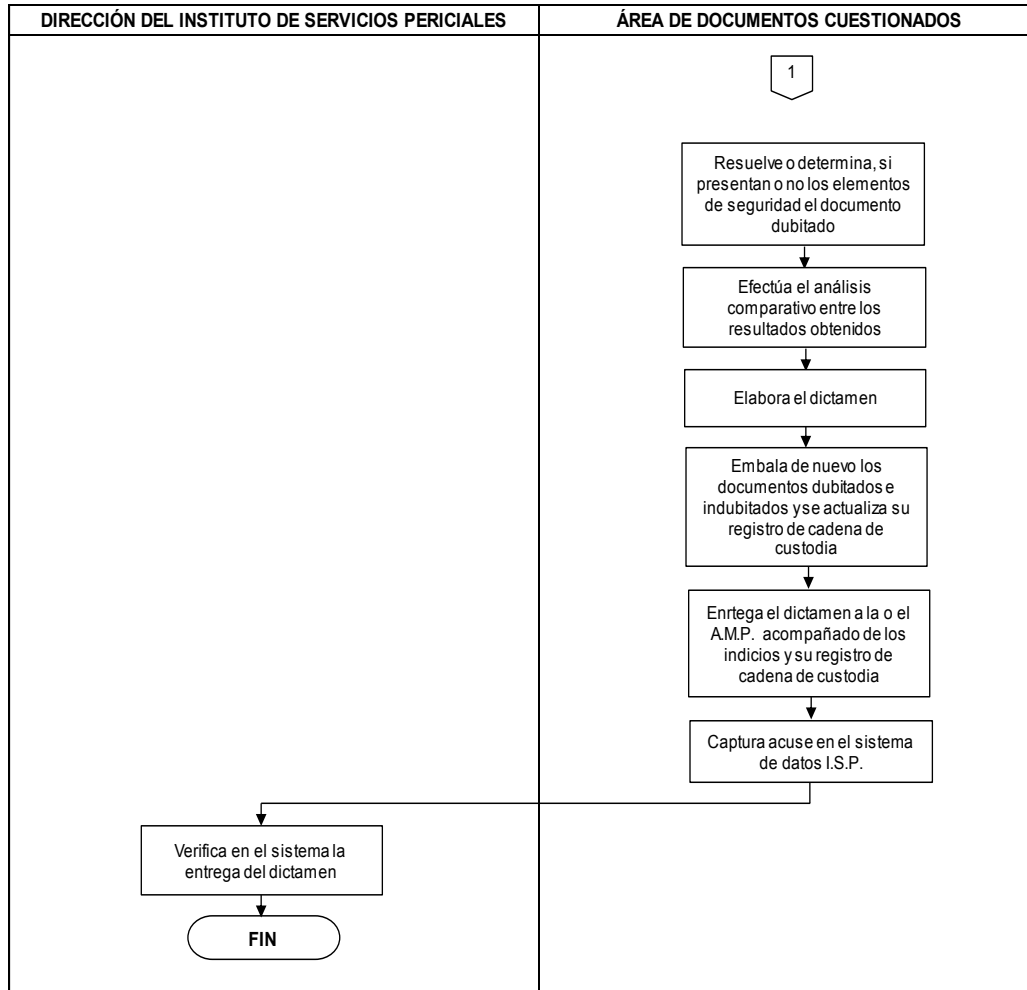 DIRECCIÓN DEL INSTITUTO DE SERVICIOS PERICIALES
ÁREA DE DOCUMENTOS CUESTIONADOS
1
Resuelve o determina, si
presentan o no los elementos
de seguridad el documento
dubitado
Efectúa el análisis
comparativo entre los
resultados obtenidos
Elabora el dictamen
Embala de nuevo los
documentos dubitados e
indubitados y se actualiza su
registro de cadena de
custodia
Enrtega el dictamen a la o el
A.M.P. acompañado de los
indicios y su registro de
cadena de custodia
Captura acuse en el sistema
de datos I.S.P.
Verifica en el sistema la
entrega del dictamen
FIN